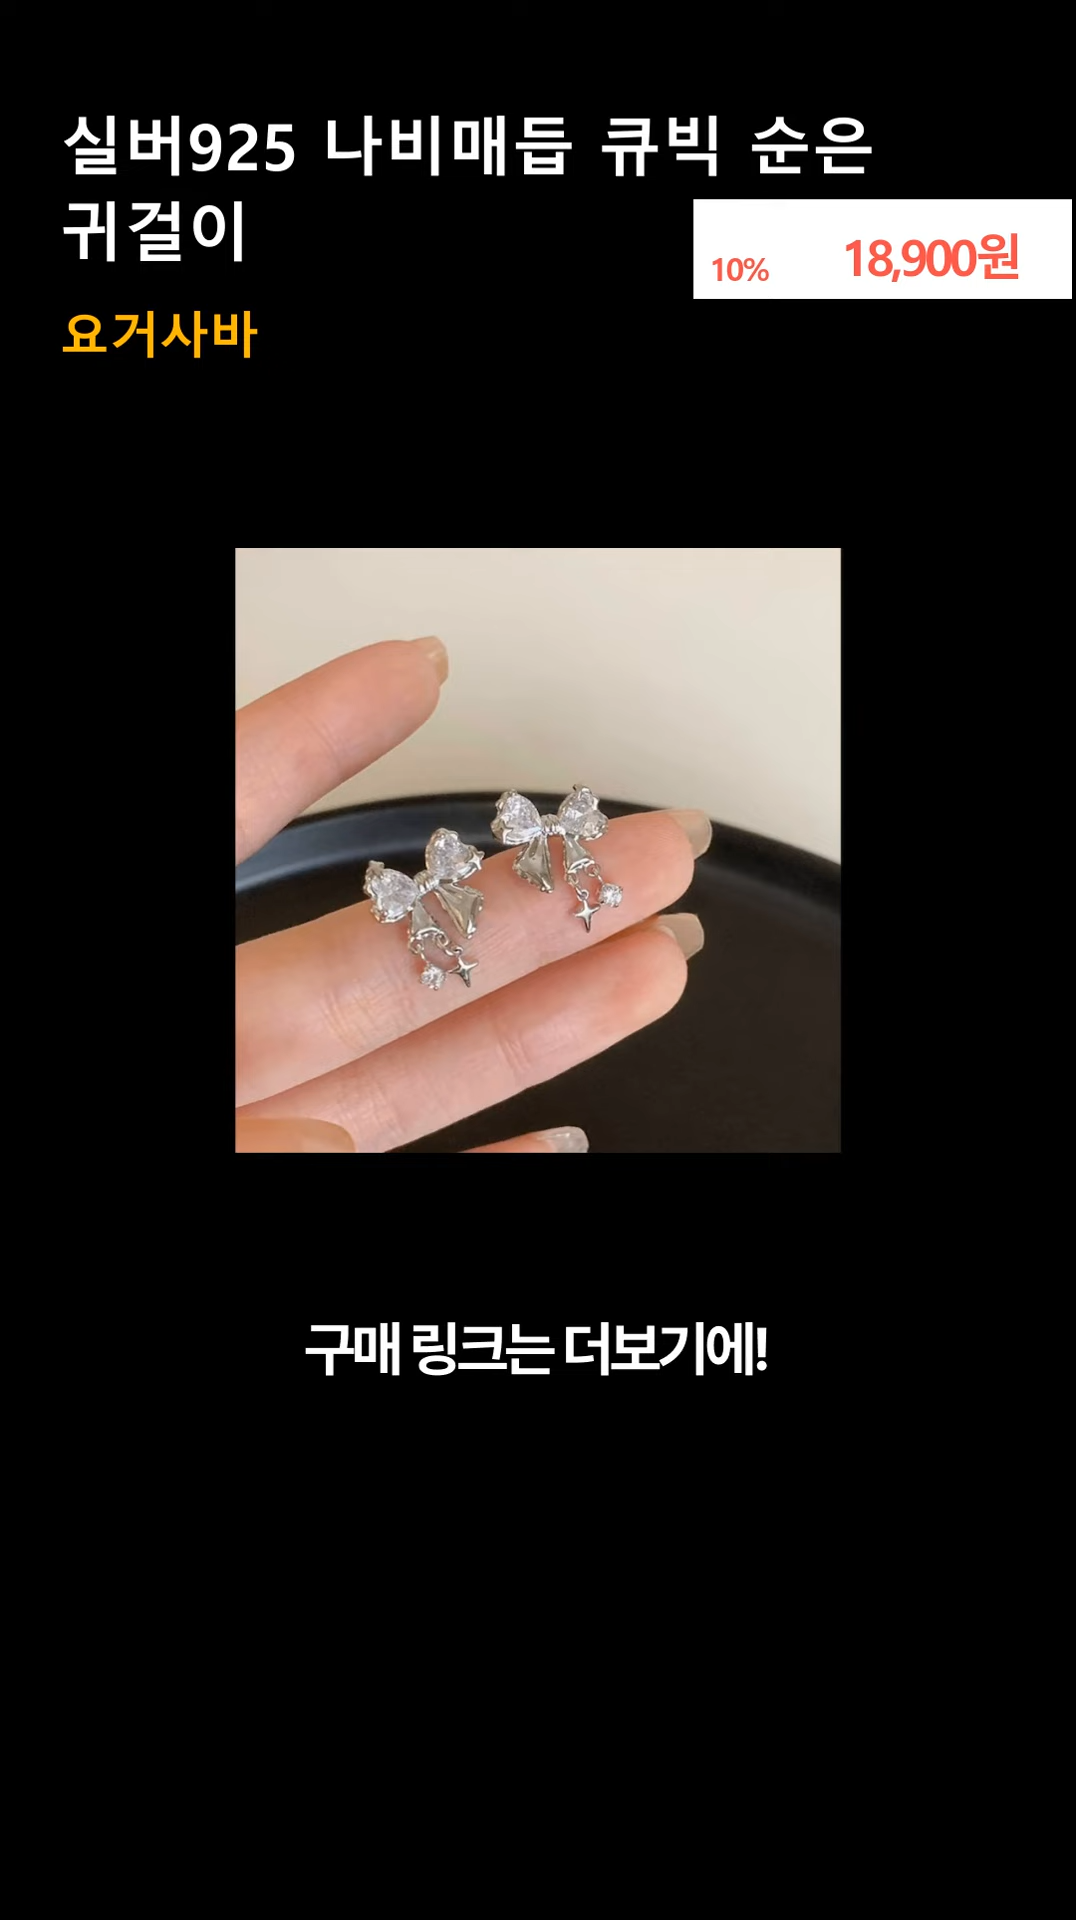 실버925 나비매듭 큐빅 순은
귀걸이
10% 18,900원
요거사바
구매 링크는 더보기에!